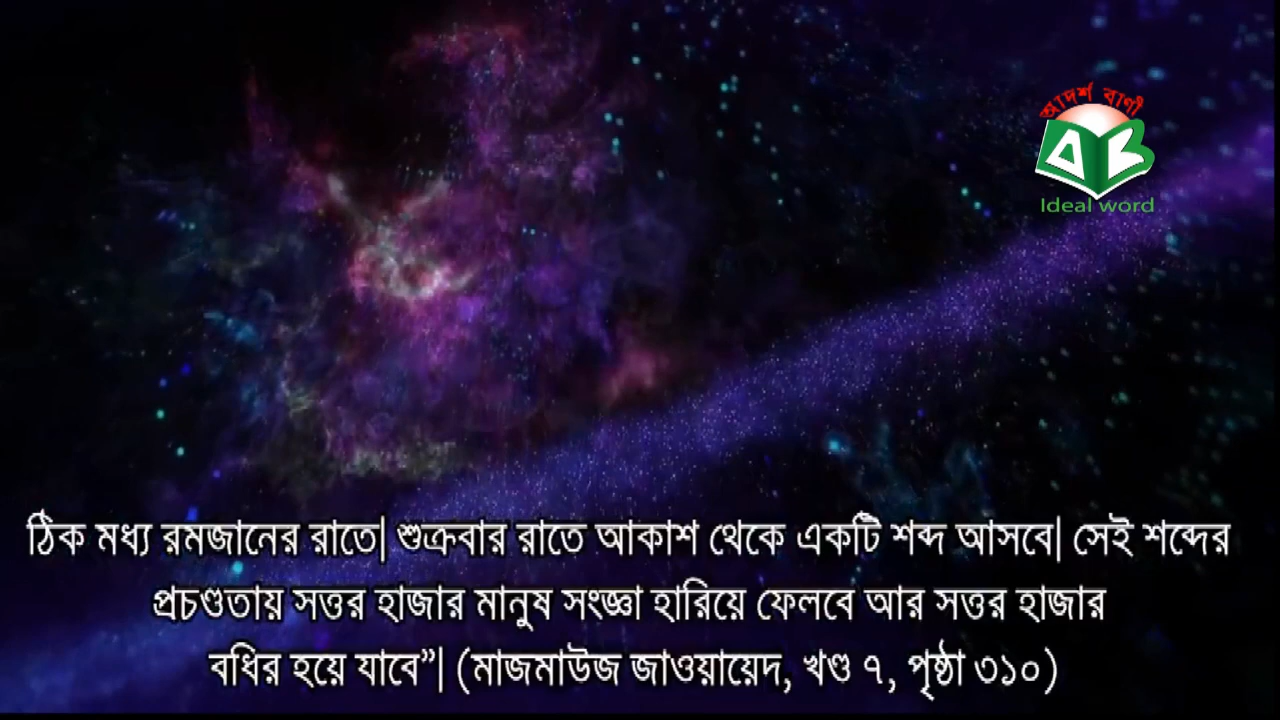 আদর্শ বাণী
Ideal word
ঠিক মধ্য রমজানের রাতে| শুক্রবার রাতে আকাশ থেকে একটি শব্দ আসবে| সেই শব্দের
প্রচণ্ডতায় সত্তর হাজার মানুষ সংজ্ঞা হারিয়ে ফেলবে আর সত্তর হাজার
বধির হয়ে যাবে”| (মাজমাউজ জাওয়ায়েদ, খণ্ড ৭, পৃষ্ঠা ৩১০)